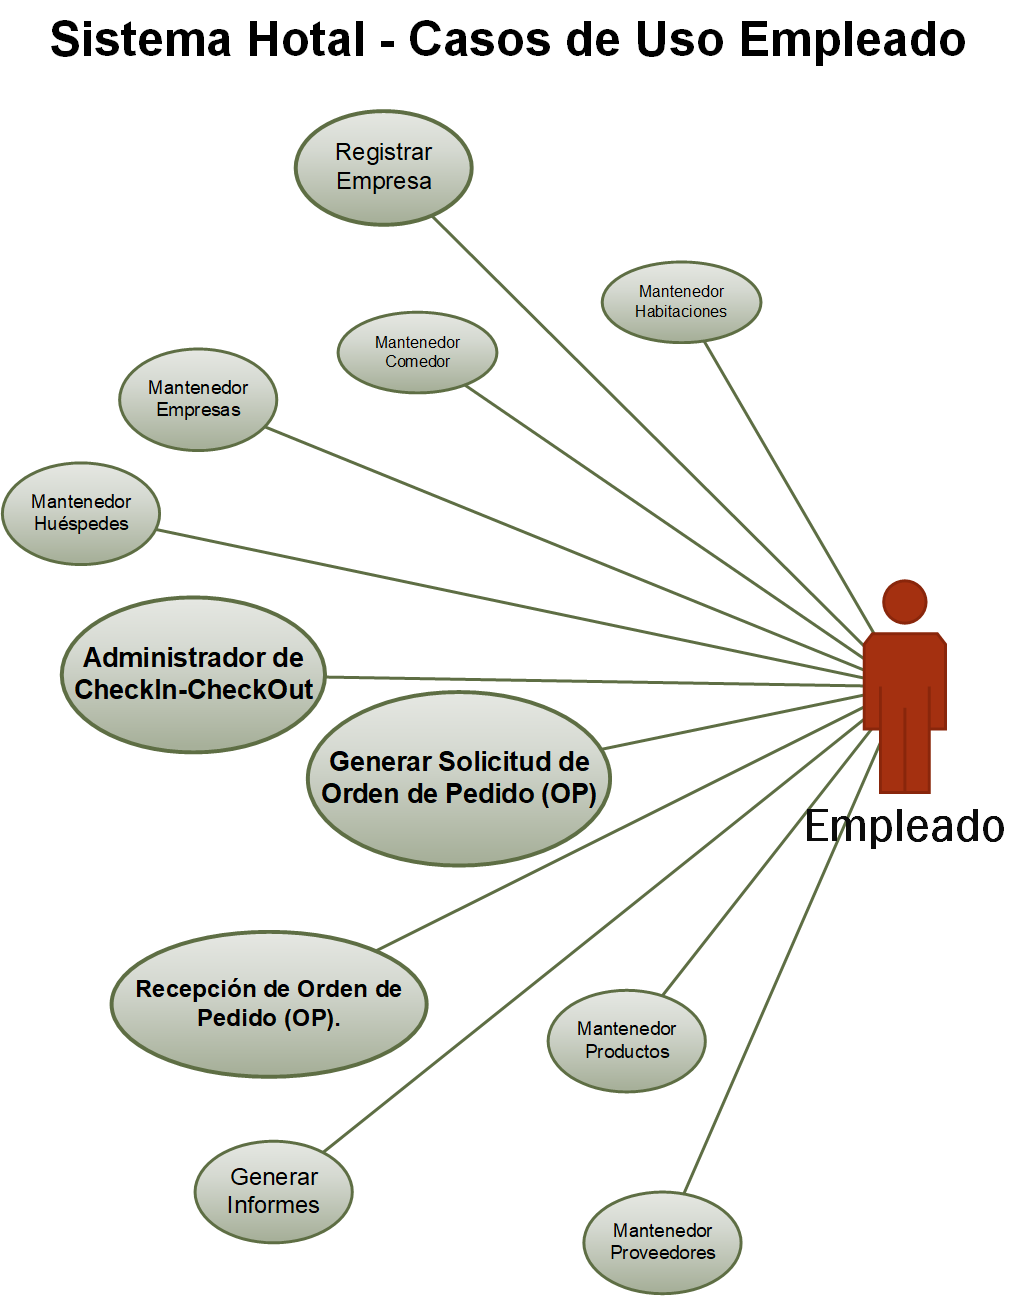 Sistema Hotal - Casos de Uso Empleado
Registrar
Empresa
Mantenedor
Habitaciones
Mantenedor
Comedor
Mantenedor
Empresas
Mantenedor
Huéspedes
Administrador de
CheckIn-CheckOut
Generar Solicitud de
Orden de Pedido (OP)
Empleado
Recepción de Orden de
Pedido (OP).
Mantenedor
Productos
Generar
Informes
Mantenedor
Proveedores